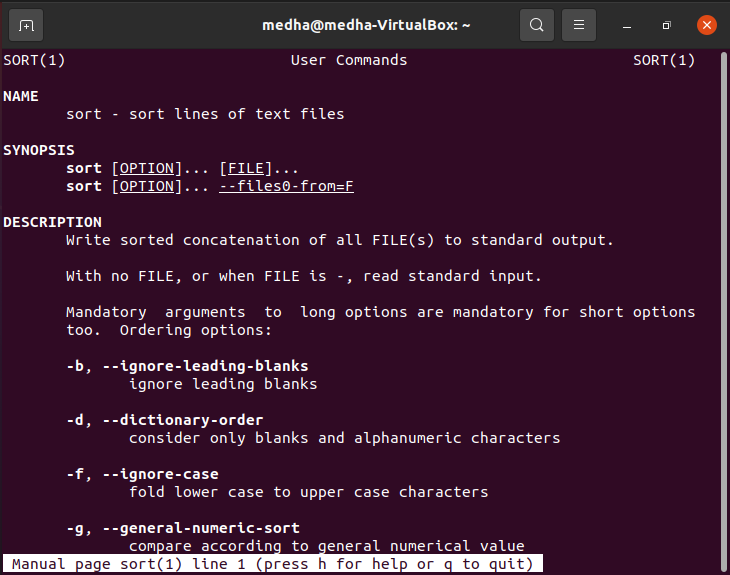 medha@medha-VirtualBox: ~
SORT(1) User Commands SORT(1)
NAME
sort - sort lines of text files
SYNOPSIS
sort [OPTION]... [FILE]...
sort [OPTION]... --files0-from=F
DESCRIPTION
Write sorted concatenation of all FILE(s) to standard output.
With no FILE, or when FILE is -, read standard input.
Mandatory arguments to long options are mandatory for short options
too. Ordering options:
-b, --ignore-leading-blanks
ignore leading blanks
-d, --dictionary-order
consider only blanks and alphanumeric characters
-f, --ignore-case
fold lower case to upper case characters
-g, --general-numeric-sort
compare according to general numerical value
Manual page sort(1) line 1 (press h for help or q to quit)